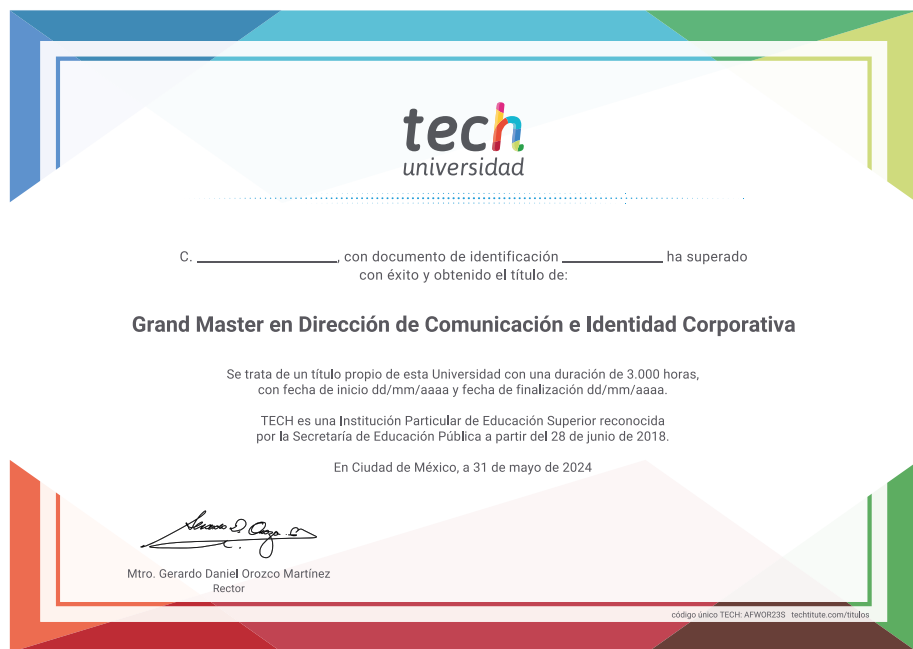 tech
universidad
C. ____________, con documento de identificación ____________ ha superado
con éxito y obtenido el título de:
Grand Master en Dirección de Comunicación e Identidad Corporativa
Se trata de un título propio de esta Universidad con una duración de 3.000 horas,
con fecha de inicio dd/mm/aaaa y fecha de finalización dd/mm/aaaa.
TECH es una Institución Particular de Educación Superior reconocida
por la Secretaría de Educación Pública a partir del 28 de junio de 2018.
En Ciudad de México, a 31 de mayo de 2024
Mtro. Gerardo Daniel Orozco Martínez
Rector
código único TECH: AFWOR23S techtitute.com/titulos